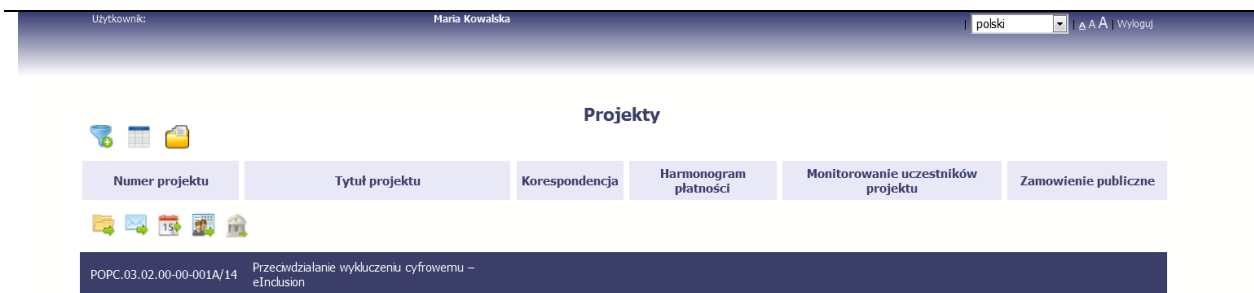 Użytkownik: Maria Kowalska | polski | A A A | Wyloguj
Projekty
Numer projektu Tytuł projektu Korespondencja Harmonogram płatności Monitorowanie uczestników projektu Zamowienie publiczne
15
POPC.03.02.00-00-001A/14 Przeciwdziałanie wykluczeniu cyfrowemu –
eInclusion